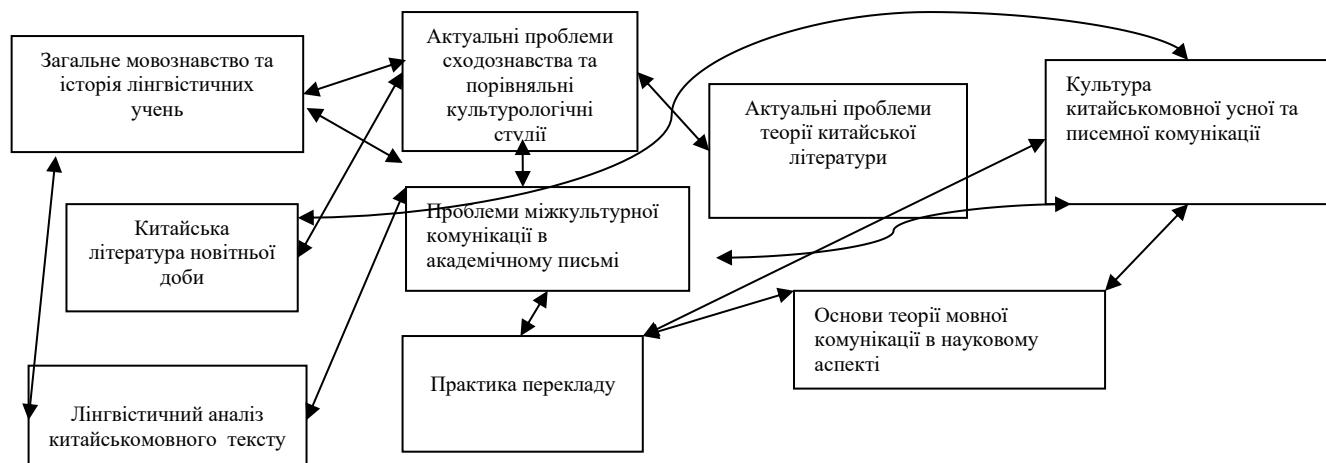 Загальне мовознавство та
історія лінгвістичних
учень
Актуальні проблеми
сходознавства та
порівняльні
культурологічні
студії
Актуальні проблеми
теорії китайської
літератури
Культура
китайськомовної усної та
писемної комунікації
Китайська
література новітньої
доби
Проблеми міжкультурної
комунікації в
академічному письмі
Основи теорії мовної
комунікації в науковому
аспекті
Практика перекладу
Лінгвістичний аналіз
китайськомовного тексту